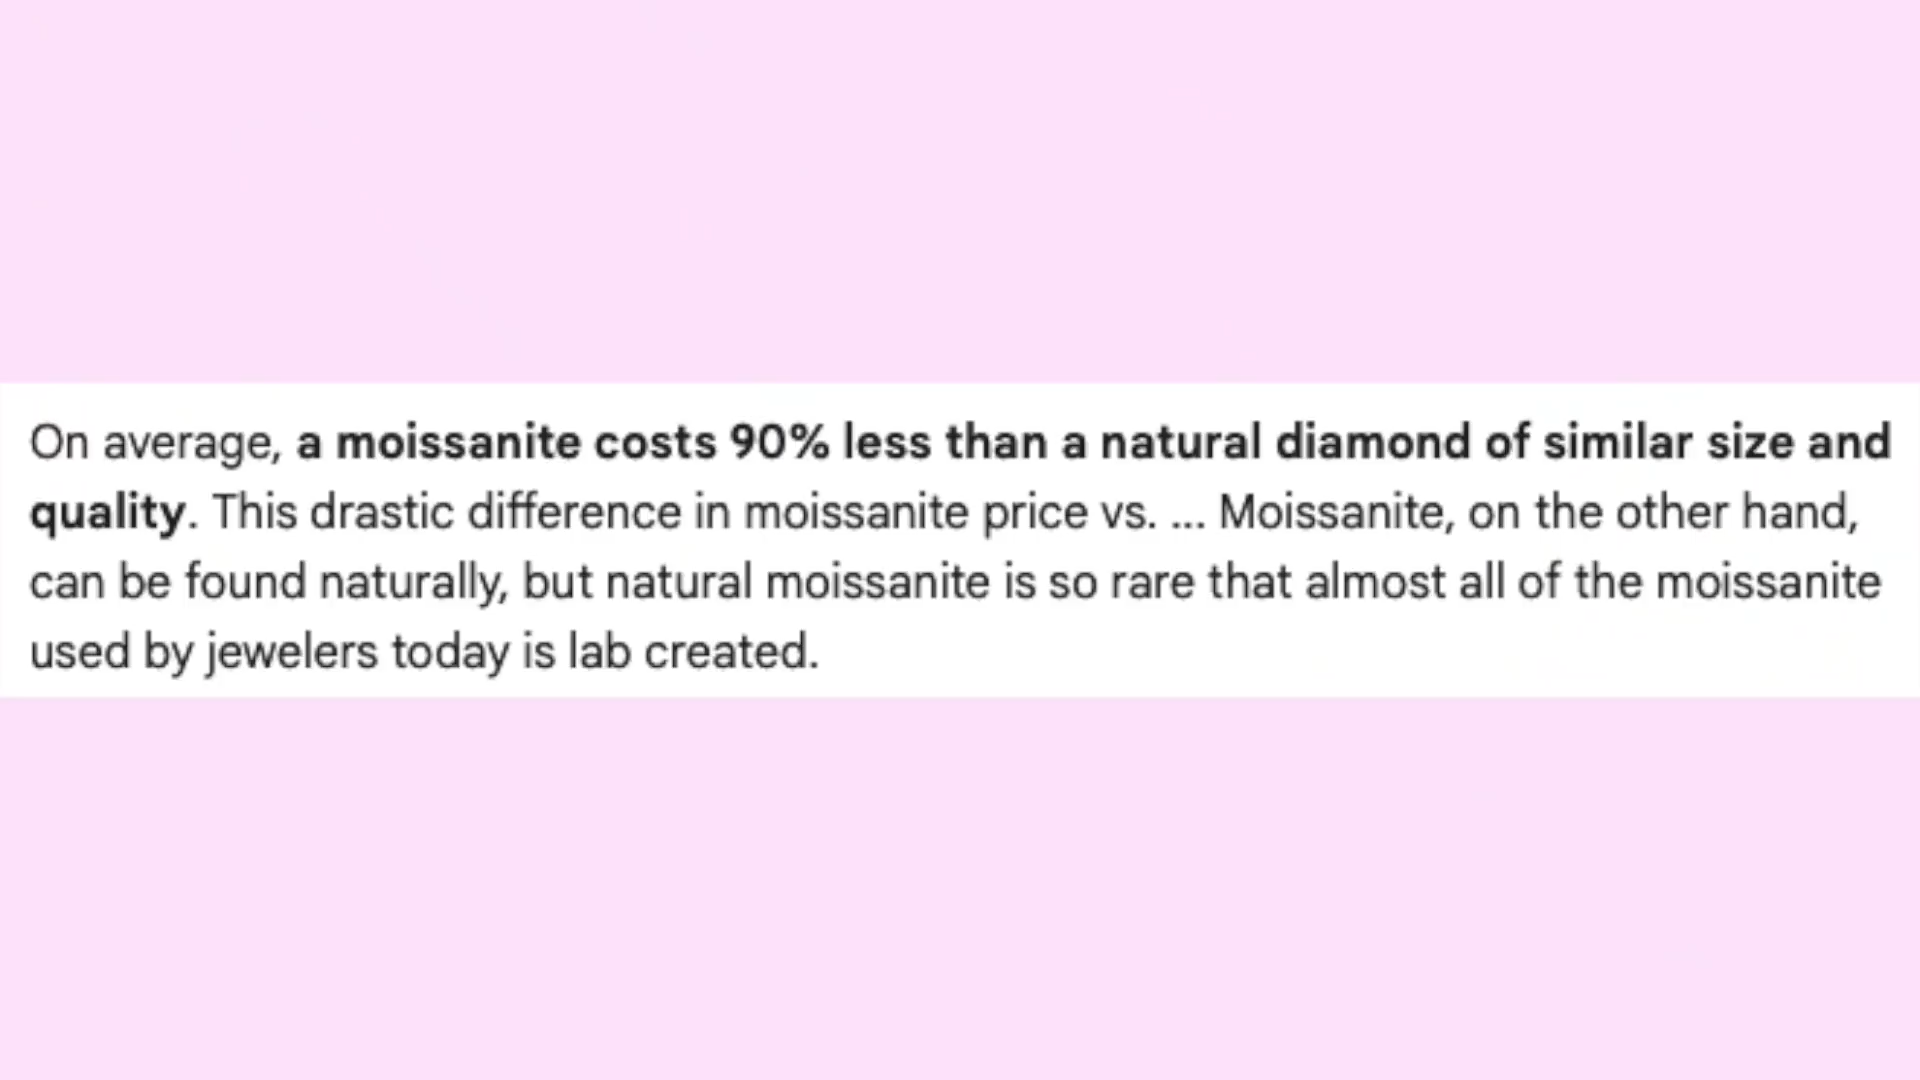 On average, a moissanite costs 90% less than a natural diamond of similar size and
quality. This drastic difference in moissanite price vs. ... Moissanite, on the other hand,
can be found naturally, but natural moissanite is so rare that almost all of the moissanite
used by jewelers today is lab created.